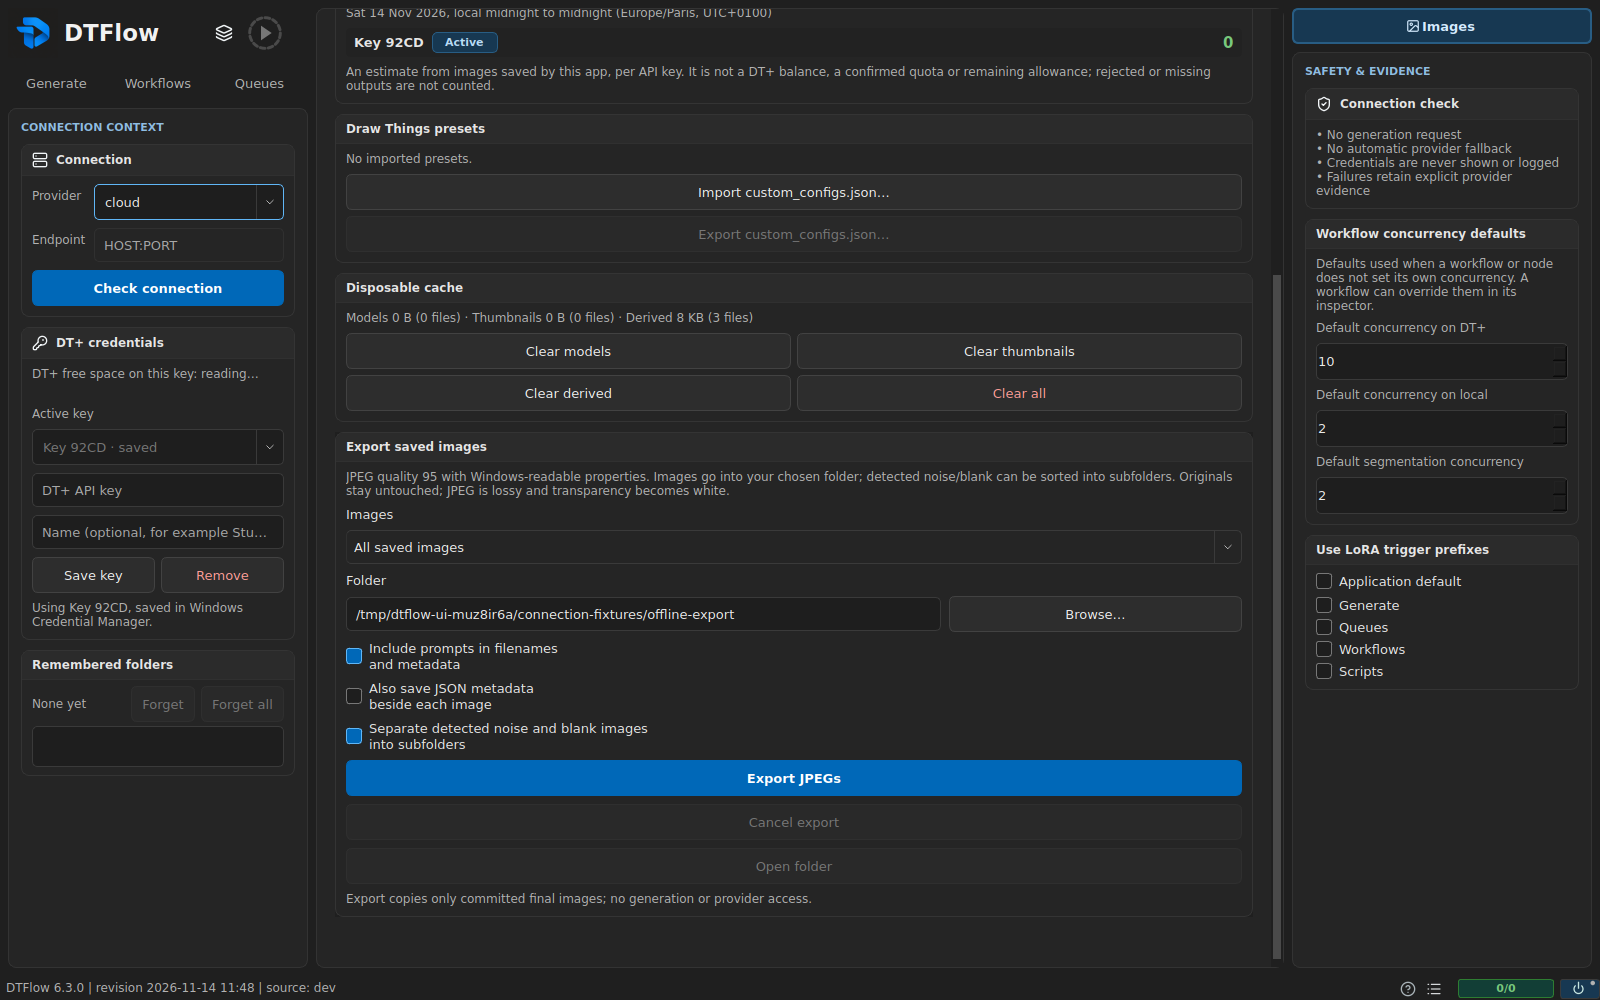 DTFlow
Generate
Workflows
Queues
CONNECTION CONTEXT
Connection
Provider
cloud
Endpoint
HOST:PORT
Check connection
DT+ credentials
DT+ free space on this key: reading...
Active key
Key 92CD · saved
DT+ API key
Name (optional, for example Stu...
Save key
Remove
Using Key 92CD, saved in Windows
Credential Manager.
Remembered folders
None yet
Forget
Forget all
Sat 14 Nov 2026, local midnight to midnight (Europe/Paris, UTC+0100)
Key 92CD
Active
0
An estimate from images saved by this app, per API key. It is not a DT+ balance, a confirmed quota or remaining allowance; rejected or missing
outputs are not counted.
Draw Things presets
No imported presets.
Import custom_configs.json...
Export custom_configs.json...
Disposable cache
Models 0 B (0 files) · Thumbnails 0 B (0 files) · Derived 8 KB (3 files)
Clear models
Clear thumbnails
Clear derived
Clear all
Export saved images
JPEG quality 95 with Windows-readable properties. Images go into your chosen folder; detected noise/blank can be sorted into subfolders. Originals
stay untouched; JPEG is lossy and transparency becomes white.
Images
All saved images
Folder
/tmp/dtflow-ui-muz8ir6a/connection-fixtures/offline-export
Browse...
Include prompts in filenames
and metadata
Also save JSON metadata
beside each image
Separate detected noise and blank images
into subfolders
Export JPEGs
Cancel export
Open folder
Export copies only committed final images; no generation or provider access.
Images
SAFETY & EVIDENCE
Connection check
• No generation request
• No automatic provider fallback
• Credentials are never shown or logged
• Failures retain explicit provider
evidence
Workflow concurrency defaults
Defaults used when a workflow or node
does not set its own concurrency. A
workflow can override them in its
inspector.
Default concurrency on DT+
10
Default concurrency on local
2
Default segmentation concurrency
2
Use LoRA trigger prefixes
Application default
Generate
Queues
Workflows
Scripts
DTFlow 6.3.0 | revision 2026-11-14 11:48 | source: dev
0/0